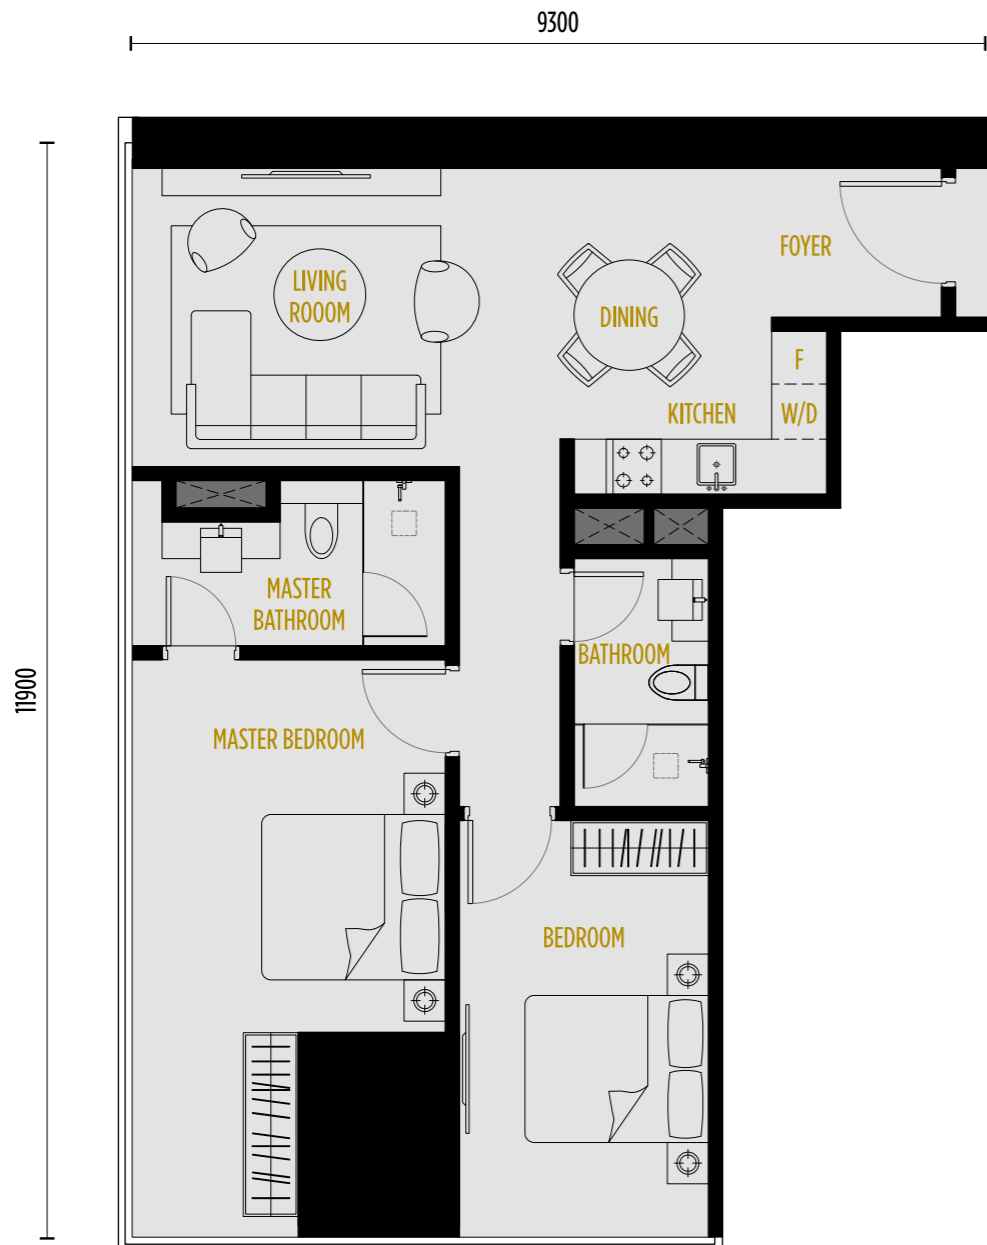 9300
FOYER
LIVING
ROOOM
DINING
F
KITCHEN
W/D
MASTER
BATHROOM
BATHROOM
11900
MASTER BEDROOM
BEDROOM